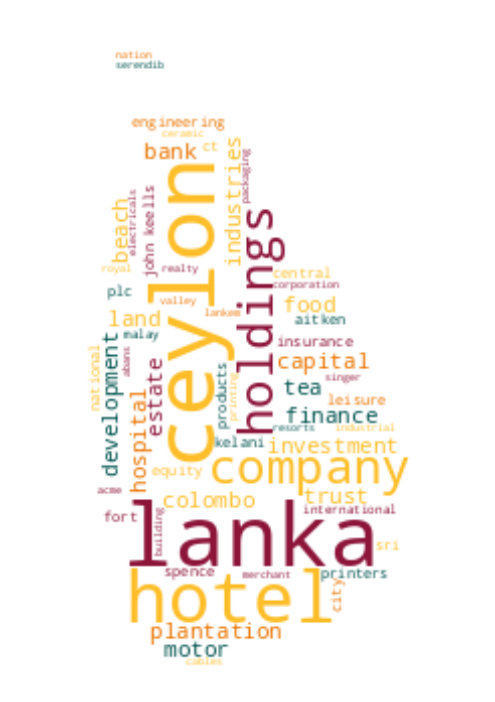 nation
serendib
engineering
ceramic
bank
ct
industries
packaging
ceylon
holdings
beach
electricals
john keells
royal
realty
central
corporation
plc
valley
food
land
lankem
aitken
malay
insurance
national
development
abans
estate
capital
products
printing
singer
tea
hospital
leisure
finance
resorts
industrial
kelani
investment
equity
company
acme
colombo
trust
international
fort
building
lanka
sri
spence
merchant
printers
hotel
city
plantation
motor
cables